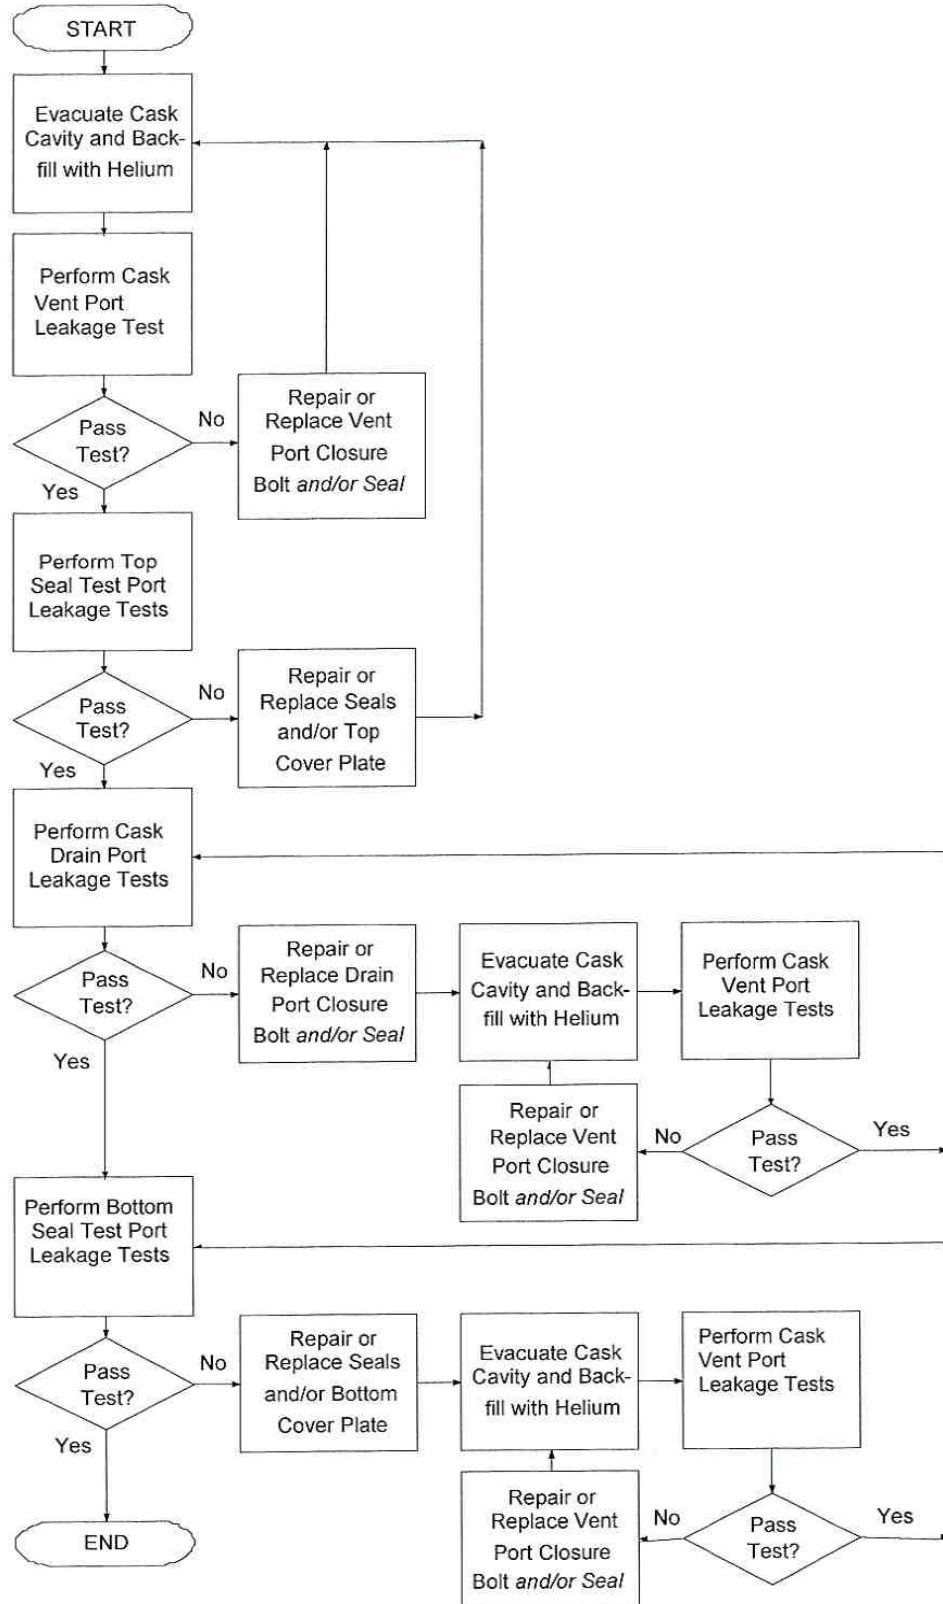 START
Evacuate Cask
Cavity and Back-
fill with Helium
Perform Cask
Vent Port
Leakage Test
Pass
Test?
No
Yes
Repair or
Replace Vent
Port Closure
Bolt and/or Seal
Perform Top
Seal Test Port
Leakage Tests
Pass
Test?
No
Yes
Repair or
Replace Seals
and/or Top
Cover Plate
Perform Cask
Drain Port
Leakage Tests
Pass
Test?
No
Yes
Repair or
Replace Drain
Port Closure
Bolt and/or Seal
Evacuate Cask
Cavity and Back-
fill with Helium
Perform Cask
Vent Port
Leakage Tests
Pass
Test?
No
Yes
Repair or
Replace Vent
Port Closure
Bolt and/or Seal
Perform Bottom
Seal Test Port
Leakage Tests
Pass
Test?
No
Yes
Repair or
Replace Seals
and/or Bottom
Cover Plate
Evacuate Cask
Cavity and Back-
fill with Helium
Perform Cask
Vent Port
Leakage Tests
Pass
Test?
No
Yes
Repair or
Replace Vent
Port Closure
Bolt and/or Seal
END